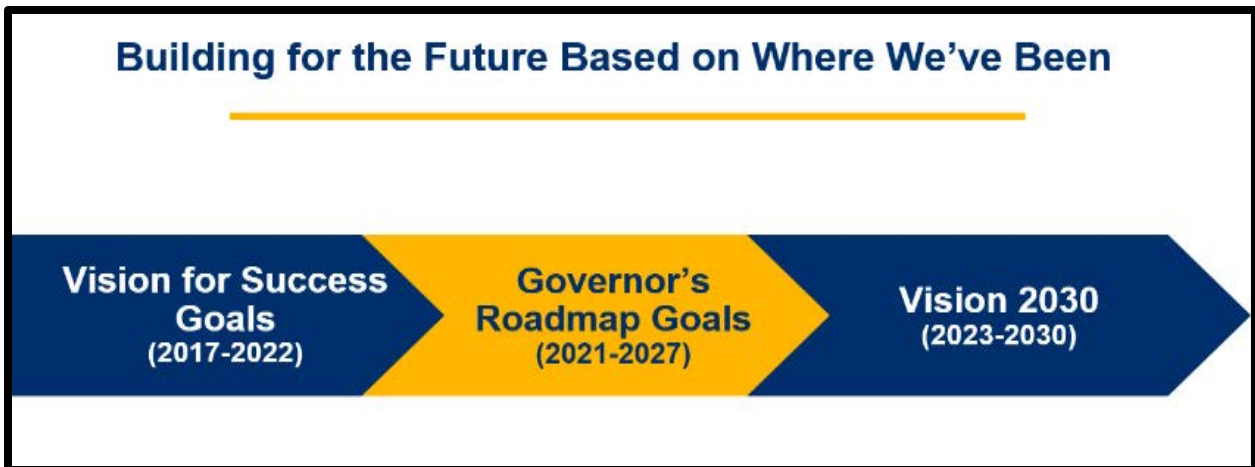 Building for the Future Based on Where We've Been
Vision for Success
Goals
(2017-2022)
Governor's
Roadmap Goals
(2021-2027)
Vision 2030
(2023-2030)